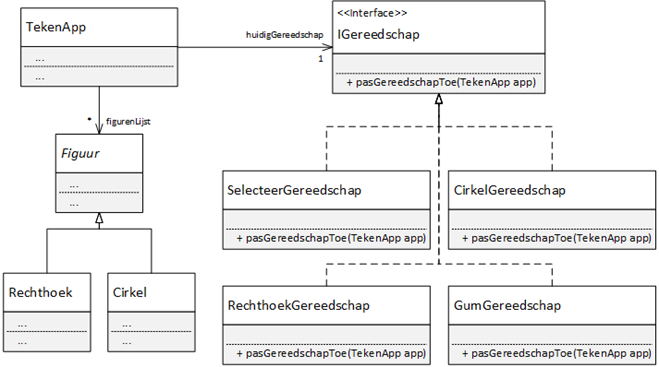 TekenApp
...
...
huidigGereedschap
1
<<Interface>>
IGereedschap
+ pasGereedschapToe(TekenApp app)
* figurenLijst
Figuur
...
...
Rechthoek
...
...
Cirkel
...
...
SelecteerGereedschap
+ pasGereedschapToe(TekenApp app)
CirkelGereedschap
+ pasGereedschapToe(TekenApp app)
RechthoekGereedschap
+ pasGereedschapToe(TekenApp app)
GumGereedschap
+ pasGereedschapToe(TekenApp app)